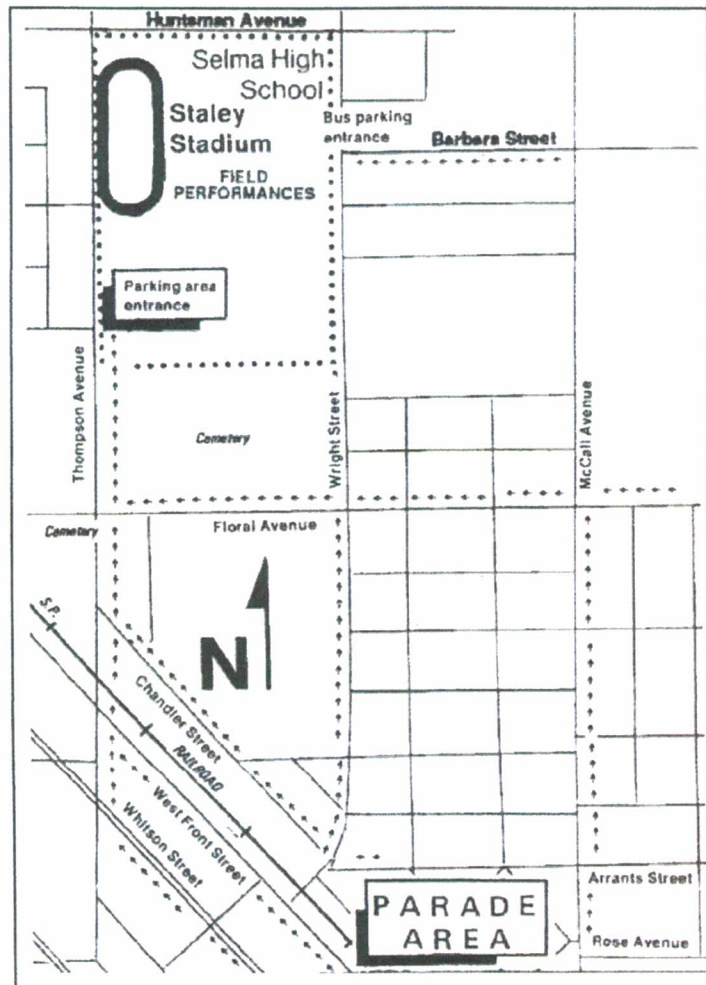 Huntsman Avenue
Selma High
School
Staley
Stadium
FIELD
PERFORMANCES
Bus parking
entrance
Barbara Street
Parking area
entrance
Thompson Avenue
Cemetery
Wright Street
McCall Avenue
Cemetery
Floral Avenue
S.P.
N
Chandler Street
RAILROAD
West Front Street
Whitson Street
PARADE
AREA
Arrants Street
Rose Avenue